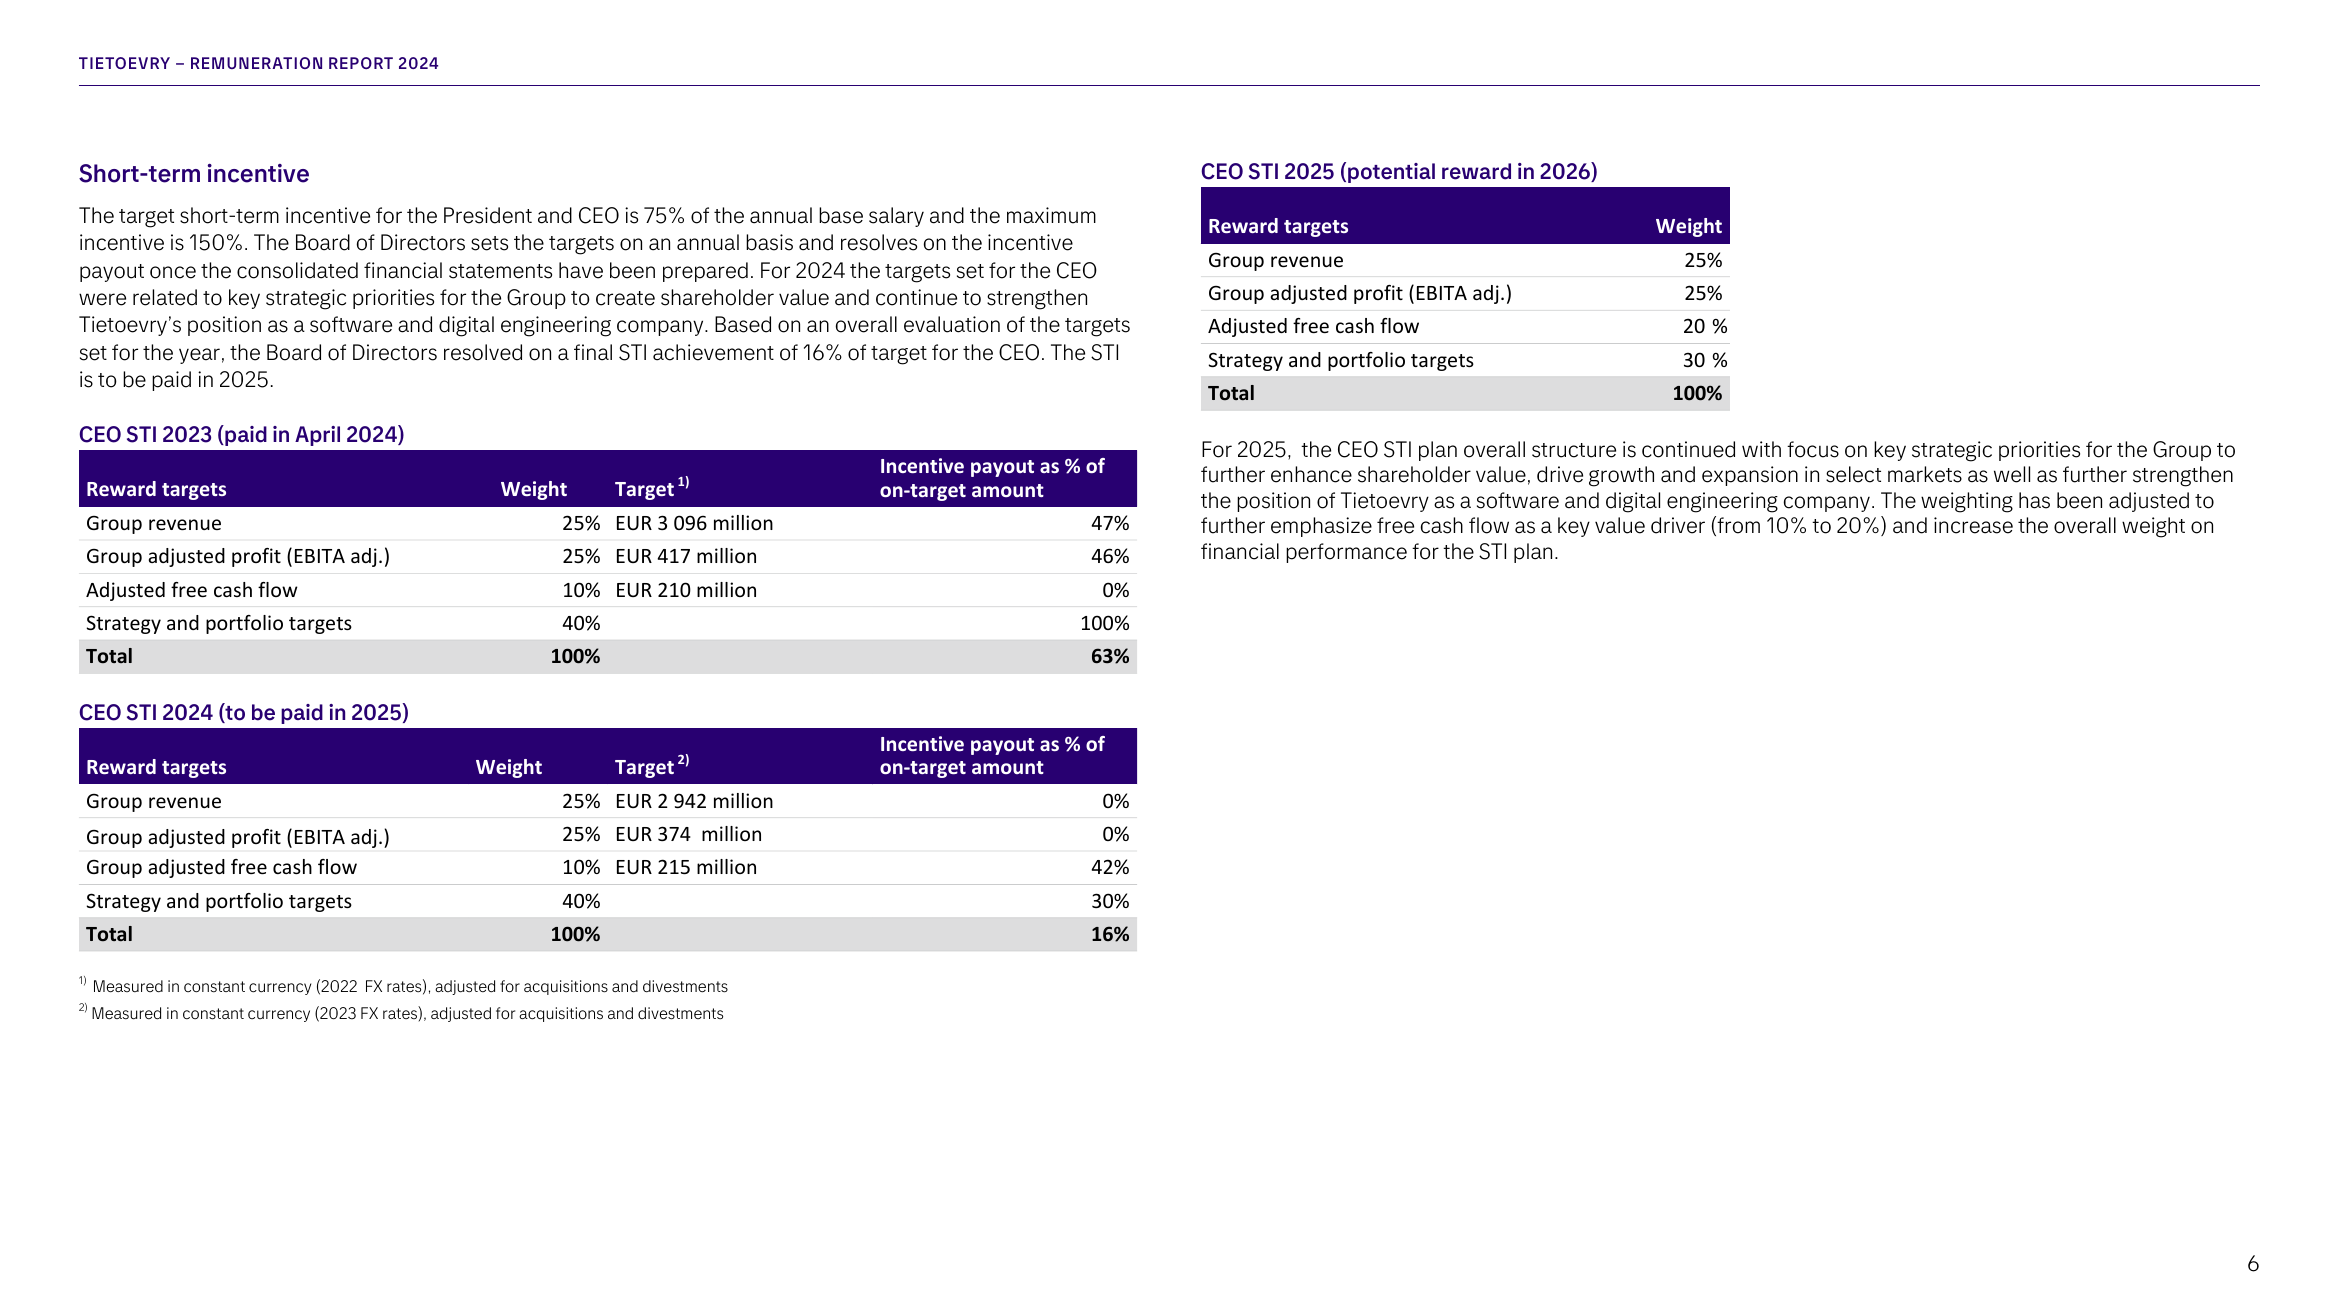 TIETOEVRY – REMUNERATION REPORT 2024
Short-term incentive
The target short-term incentive for the President and CEO is 75% of the annual base salary and the maximum
incentive is 150%. The Board of Directors sets the targets on an annual basis and resolves on the incentive
payout once the consolidated financial statements have been prepared. For 2024 the targets set for the CEO
were related to key strategic priorities for the Group to create shareholder value and continue to strengthen
Tietoevry’s position as a software and digital engineering company. Based on an overall evaluation of the targets
set for the year, the Board of Directors resolved on a final STI achievement of 16% of target for the CEO. The STI
is to be paid in 2025.
CEO STI 2023 (paid in April 2024)
Reward targets Weight Target 1) Incentive payout as % of
on-target amount
Group revenue 25% EUR 3 096 million 47%
Group adjusted profit (EBITA adj.) 25% EUR 417 million 46%
Adjusted free cash flow 10% EUR 210 million 0%
Strategy and portfolio targets 40% 100%
Total 100% 63%
CEO STI 2024 (to be paid in 2025)
Reward targets Weight Target 2) Incentive payout as % of
on-target amount
Group revenue 25% EUR 2 942 million 0%
Group adjusted profit (EBITA adj.) 25% EUR 374  million 0%
Group adjusted free cash flow 10% EUR 215 million 42%
Strategy and portfolio targets 40% 30%
Total 100% 16%
1) Measured in constant currency (2022  FX rates), adjusted for acquisitions and divestments
2) Measured in constant currency (2023 FX rates), adjusted for acquisitions and divestments
CEO STI 2025 (potential reward in 2026)
Reward targets Weight
Group revenue 25%
Group adjusted profit (EBITA adj.) 25%
Adjusted free cash flow 20 %
Strategy and portfolio targets 30 %
Total 100%
For 2025,  the CEO STI plan overall structure is continued with focus on key strategic priorities for the Group to
further enhance shareholder value, drive growth and expansion in select markets as well as further strengthen
the position of Tietoevry as a software and digital engineering company. The weighting has been adjusted to
further emphasize free cash flow as a key value driver (from 10% to 20%) and increase the overall weight on
financial performance for the STI plan.
6